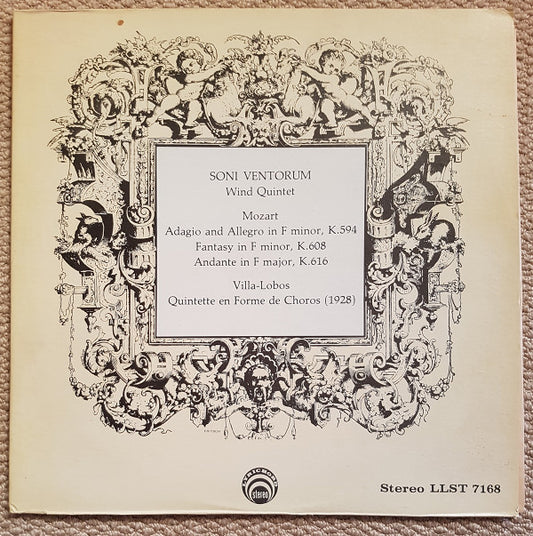 SONI VENTORUM
Wind Quintet
Mozart
Adagio and Allegro in F minor, K.594
Fantasy in F minor, K.608
Andante in F major, K.616
Villa-Lobos
Quintette en Forme de Choros (1928)
LYRICHORD
stereo
Stereo LLST 7168